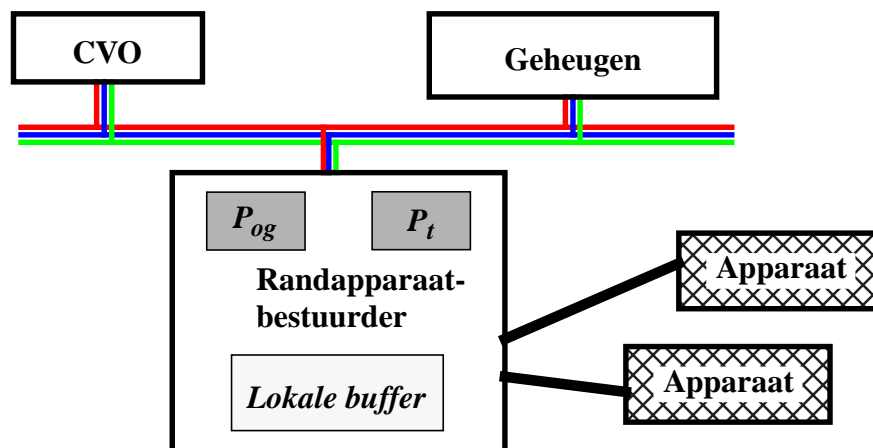 CVO
Geheugen
P_og
P_t
Randapparaat-
bestuurder
Lokale buffer
Apparaat
Apparaat